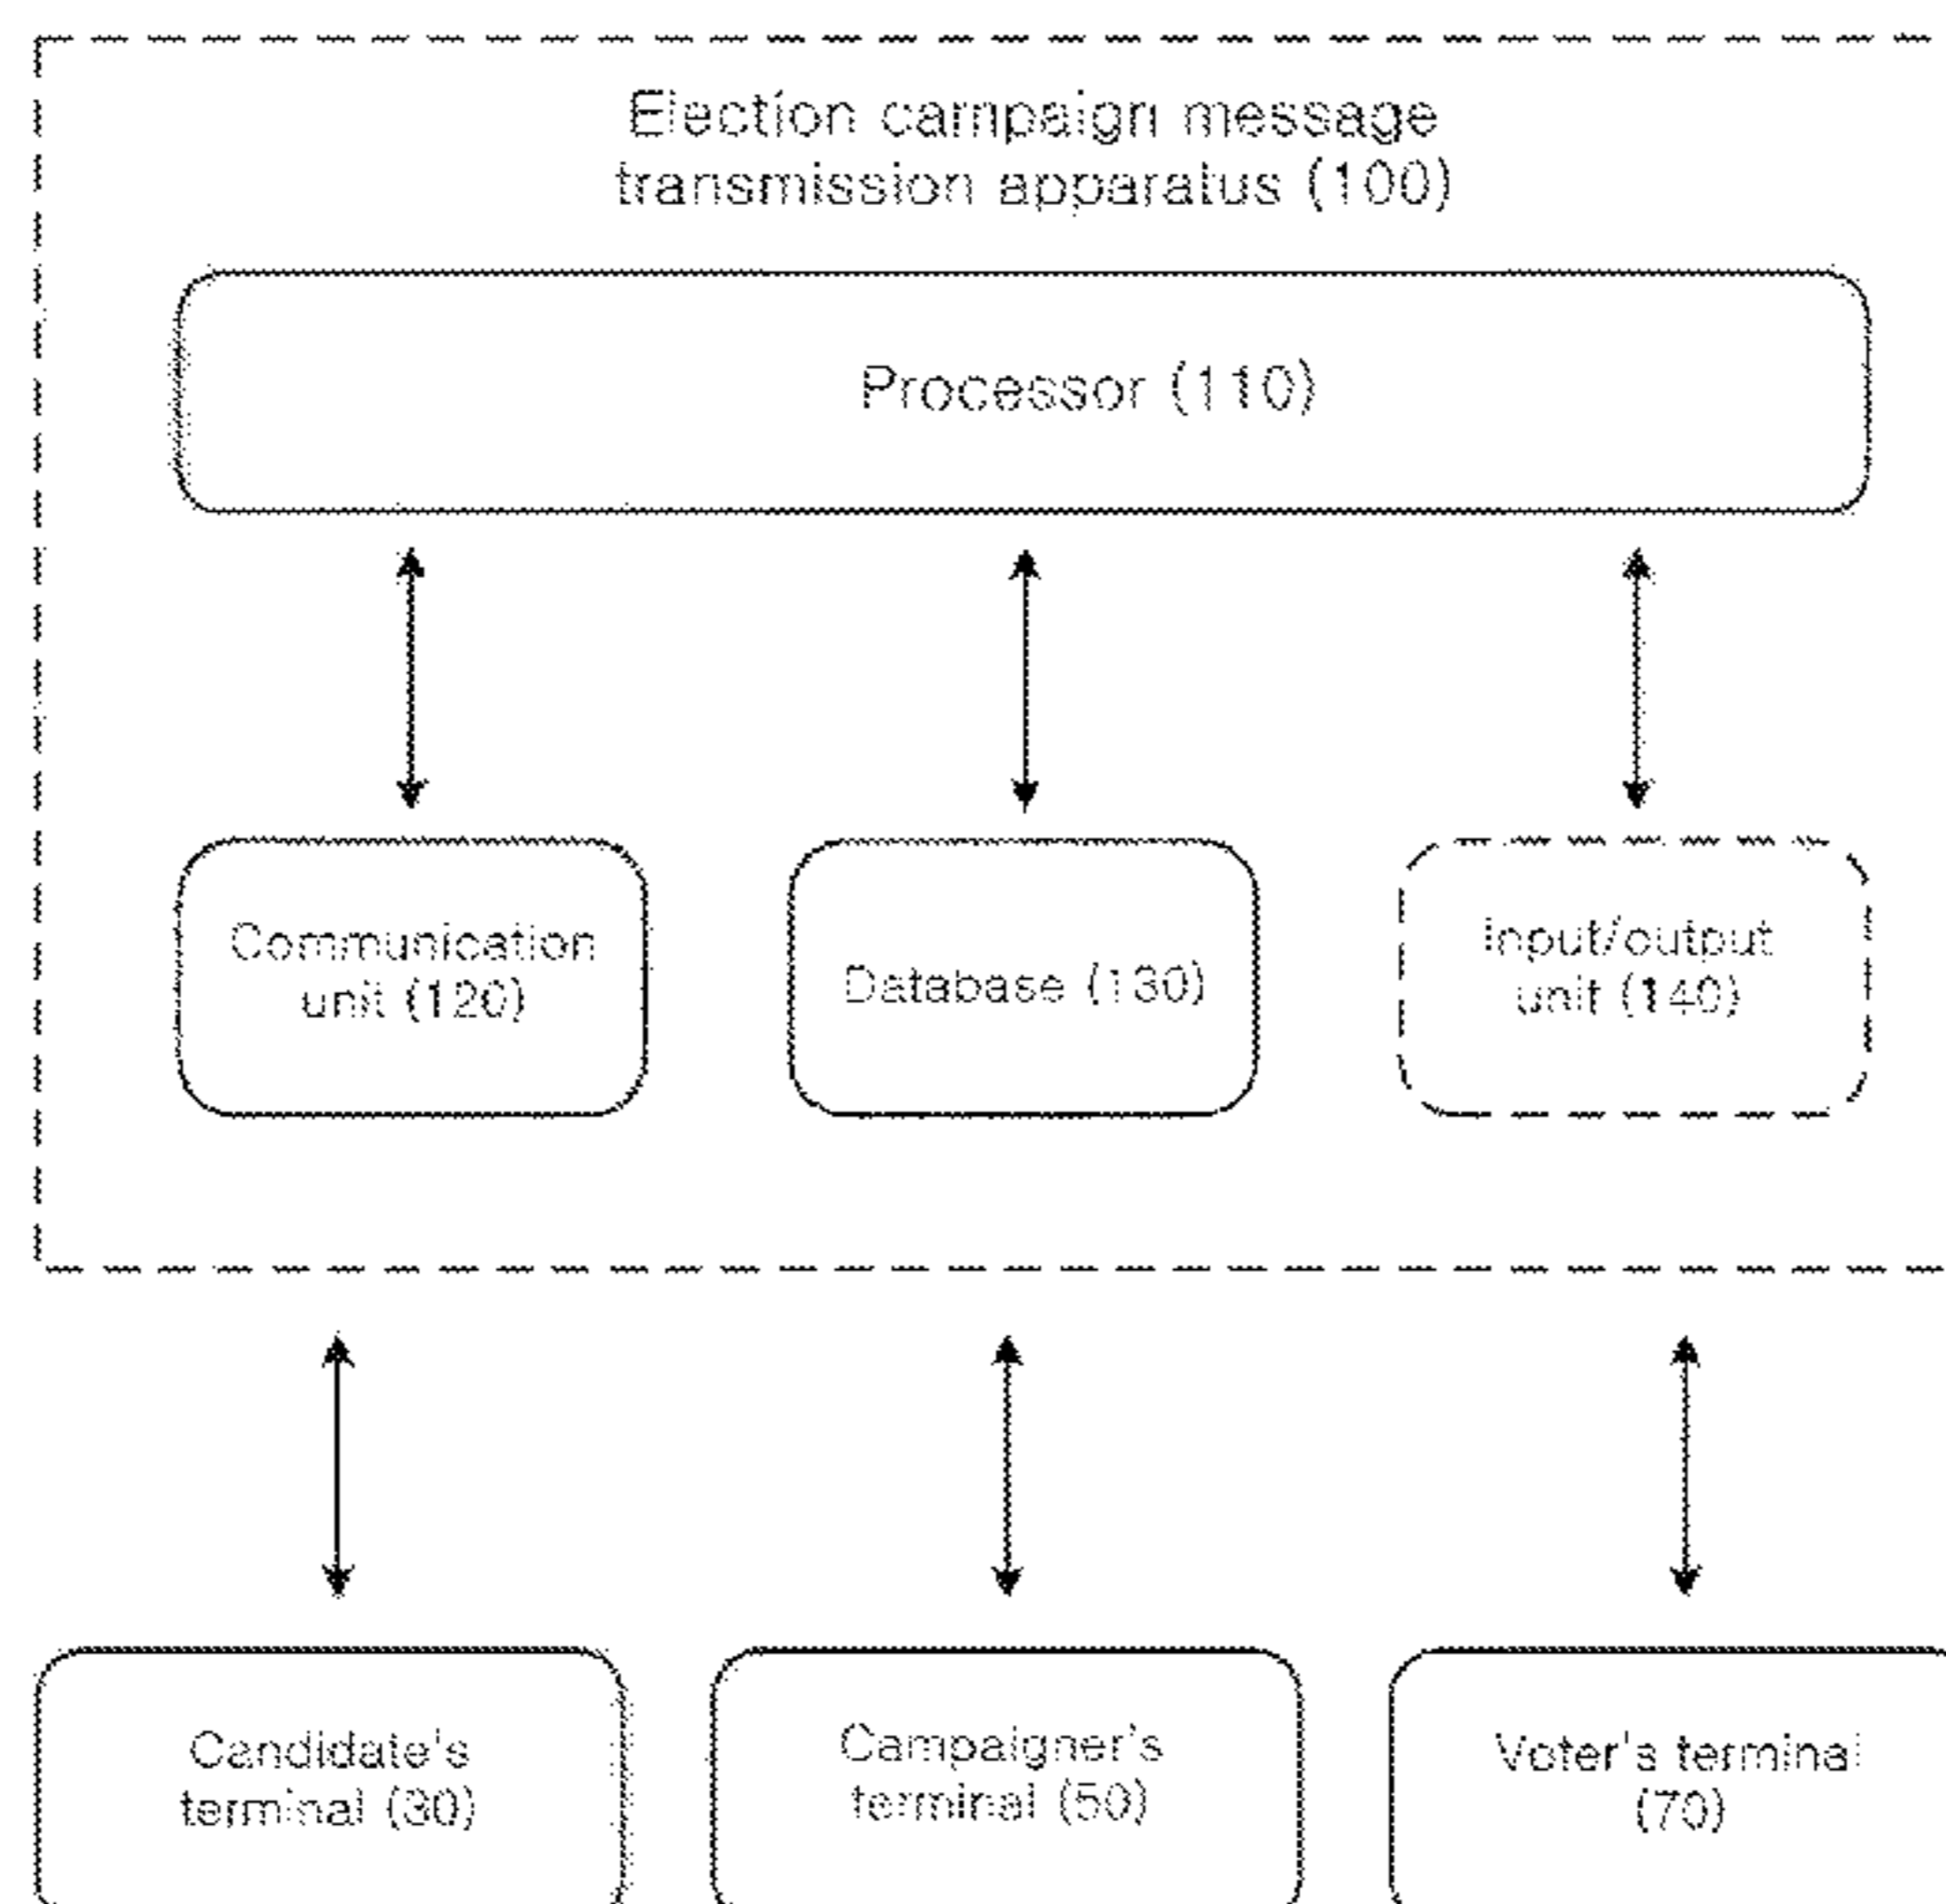 Election campaign message
transmission apparatus (100)
Processor (110)
Communication
unit (120)
Database (130)
Input/output
unit (140)
Candidate's
terminal (30)
Campaigner's
terminal (50)
Voter's terminal
(70)